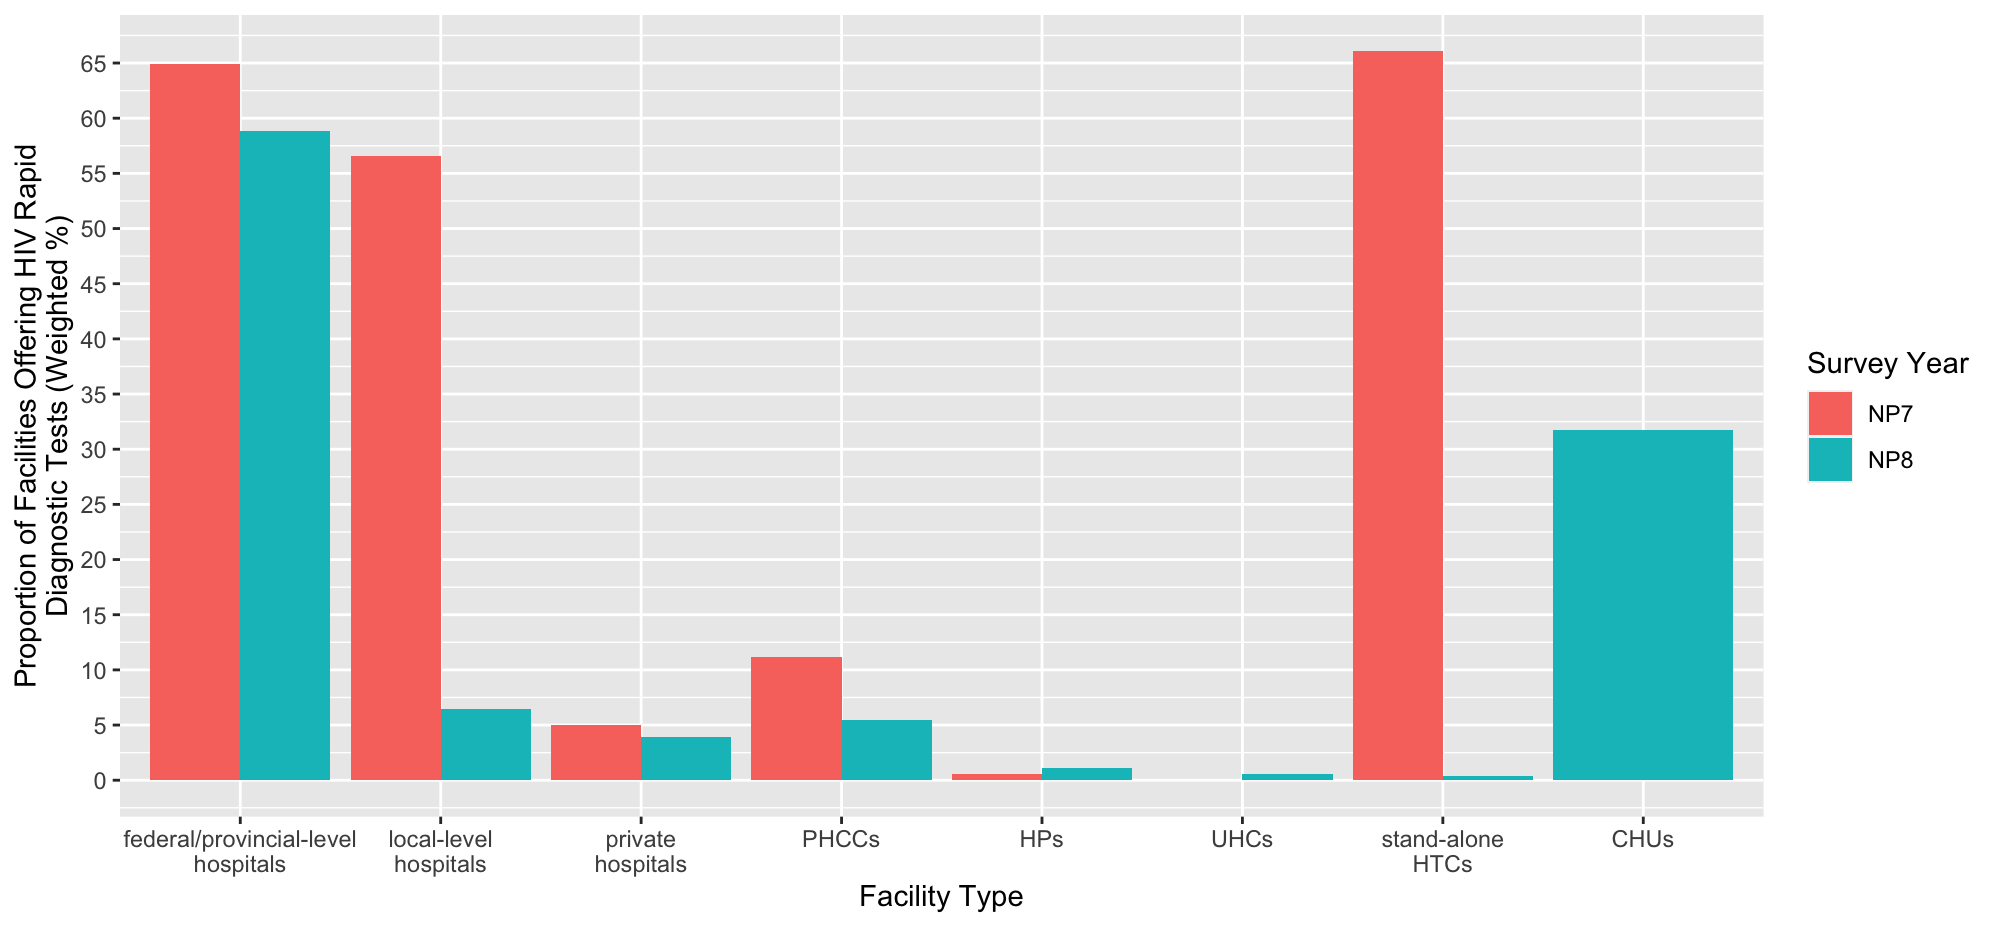 Proportion of Facilities Offering HIV Rapid
Diagnostic Tests (Weighted %)
65
60
55
50
45
40
35
30
25
20
15
10
5
0
federal/provincial-level
hospitals
local-level
hospitals
private
hospitals
PHCCs
HPs
UHCs
stand-alone
HTCs
CHUs
Facility Type
Survey Year
NP7
NP8